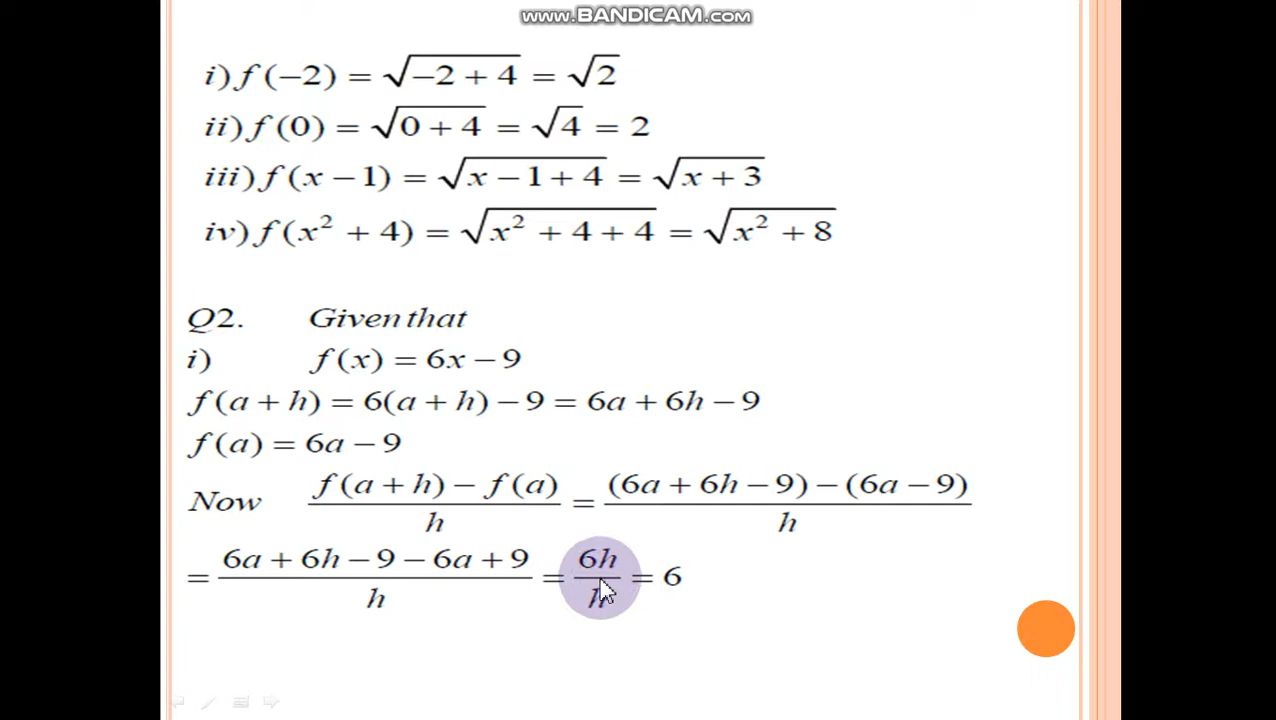 www.BANDICAM.com
i) f(−2) = √(−2 + 4) = √2
ii) f(0) = √(0 + 4) = √4 = 2
iii) f(x − 1) = √(x − 1 + 4) = √(x + 3)
iv) f(x² + 4) = √(x² + 4 + 4) = √(x² + 8)
Q2. Given that
i) f(x) = 6x − 9
f(a + h) = 6(a + h) − 9 = 6a + 6h − 9
f(a) = 6a − 9
Now (f(a + h) − f(a))/h = ((6a + 6h − 9) − (6a − 9))/h
= (6a + 6h − 9 − 6a + 9)/h = 6h/h = 6